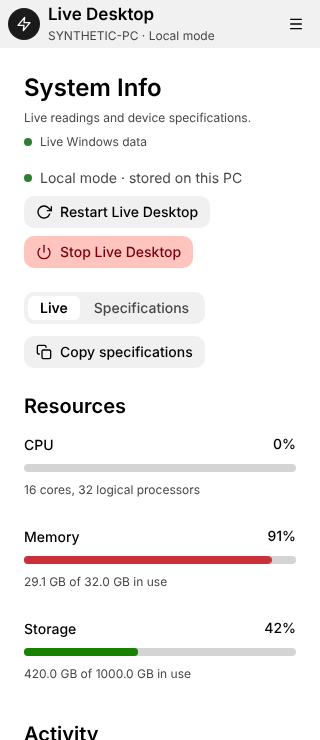 Live Desktop
SYNTHETIC-PC · Local mode
System Info
Live readings and device specifications.
Live Windows data
Local mode · stored on this PC
Restart Live Desktop
Stop Live Desktop
Live Specifications
Copy specifications
Resources
CPU 0%
16 cores, 32 logical processors
Memory 91%
29.1 GB of 32.0 GB in use
Storage 42%
420.0 GB of 1000.0 GB in use
Activity